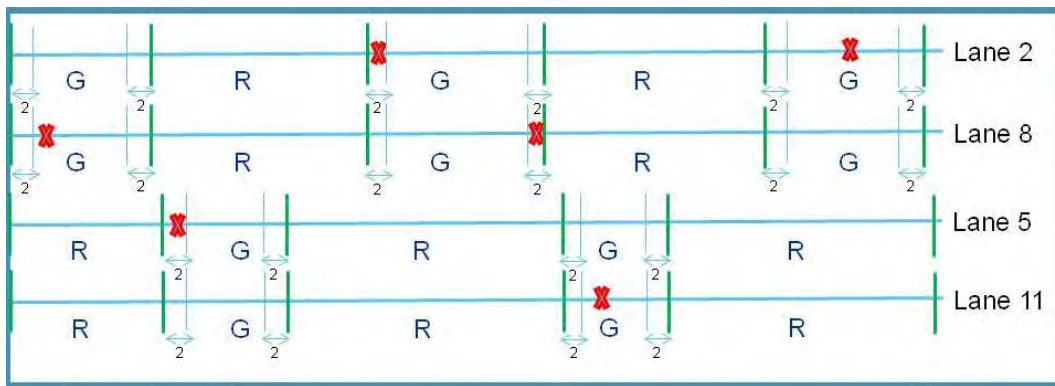 Lane 2
G R G R G
2 2 2 2 2 2
Lane 8
G R G R G
2 2 2 2 2 2
Lane 5
R G R G R
2 2 2 2
Lane 11
R G R G R
2 2 2 2